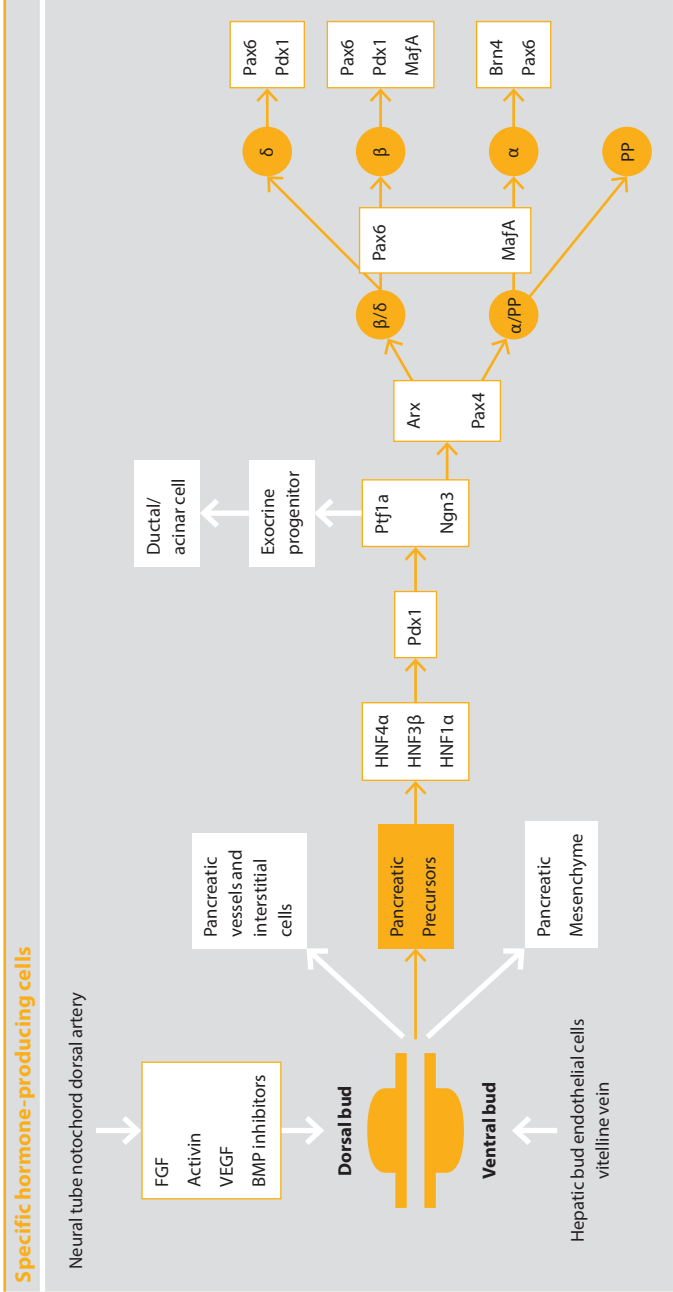 Specific hormone-producing cells
Neural tube notochord dorsal artery
FGF
Activin
VEGF
BMP inhibitors
Dorsal bud
Ventral bud
Hepatic bud endothelial cells
vitelline vein
Pancreatic
vessels and
interstitial
cells
Pancreatic
Precursors
Pancreatic
Mesenchyme
HNF4α
HNF3β
HNF1α
Pdx1
Ductal/
acinar cell
Exocrine
progenitor
Ptf1a
Ngn3
Arx
Pax4
β/δ
α/PP
Pax6
MafA
δ
β
α
PP
Pax6
Pdx1
Pax6
Pdx1
MafA
Brn4
Pax6